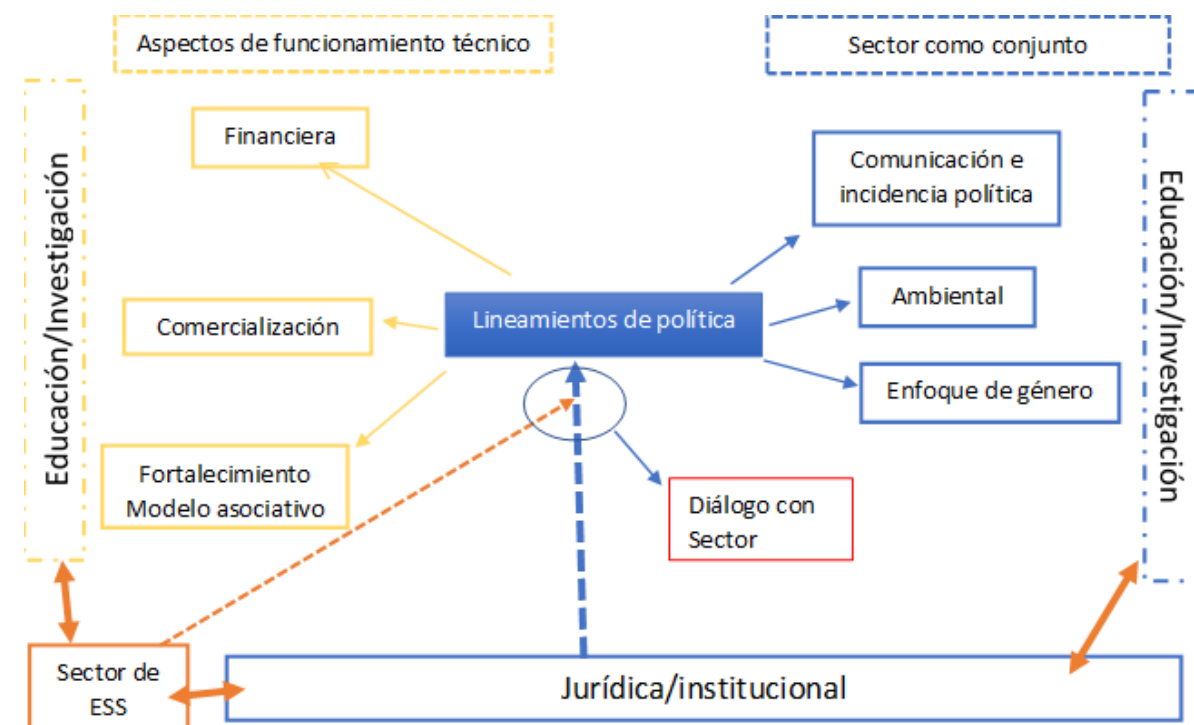 Aspectos de funcionamiento técnico
Sector como conjunto
Educación/Investigación
Financiera
Comunicación e
incidencia política
Educación/Investigación
Comercialización
Lineamientos de política
Ambiental
Enfoque de género
Fortalecimiento
Modelo asociativo
Diálogo con
Sector
Sector de
ESS
Jurídica/institucional